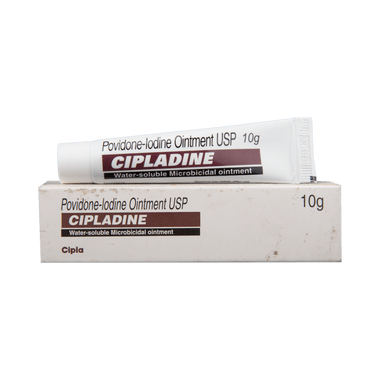 Povidone-Iodine Ointment USP 10g
CIPLADINE
Water-soluble Microbicidal ointment
Povidone-Iodine Ointment USP 10g
CIPLADINE
Water-soluble Microbicidal ointment
Cipla